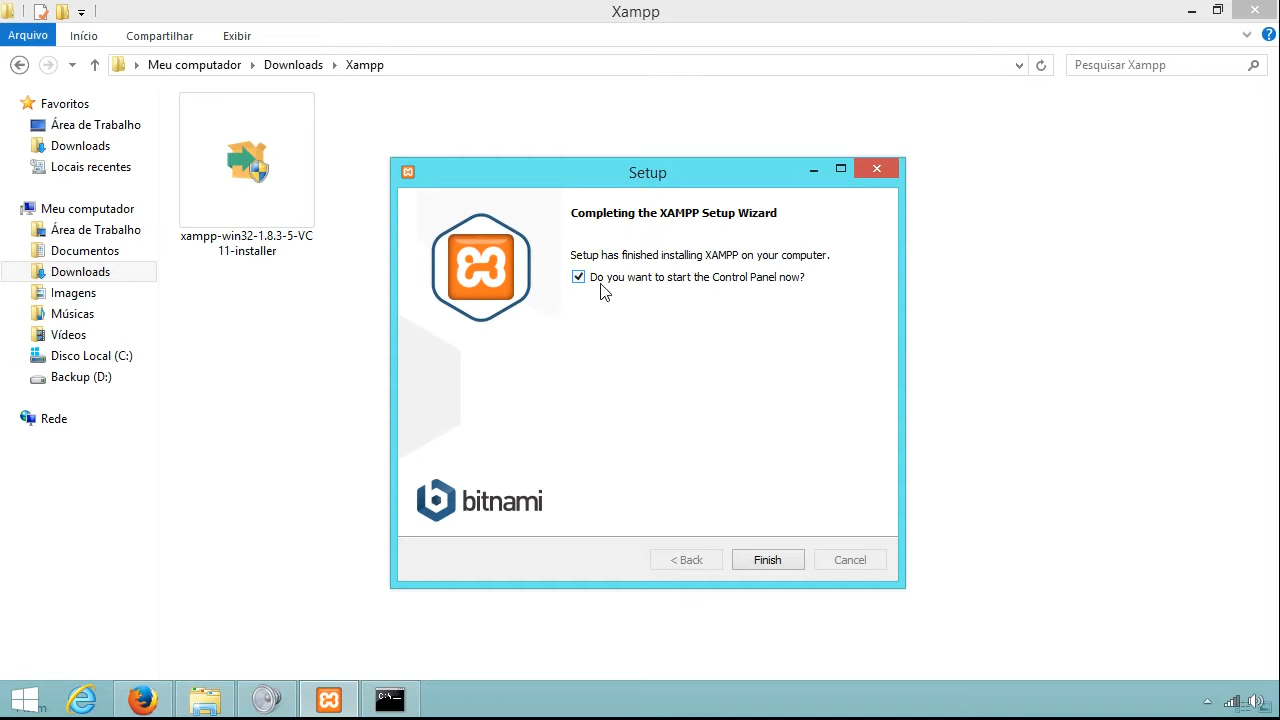 Xampp
Arquivo
Início
Compartilhar
Exibir
Meu computador
Downloads
Xampp
Pesquisar Xampp
Favoritos
Área de Trabalho
Downloads
Locais recentes
Meu computador
Área de Trabalho
Documentos
Downloads
Imagens
Músicas
Vídeos
Disco Local (C:)
Backup (D:)
Rede
xampp-win32-1.8.3-5-VC
11-installer
Setup
Completing the XAMPP Setup Wizard
Setup has finished installing XAMPP on your computer.
Do you want to start the Control Panel now?
bitnami
< Back
Finish
Cancel